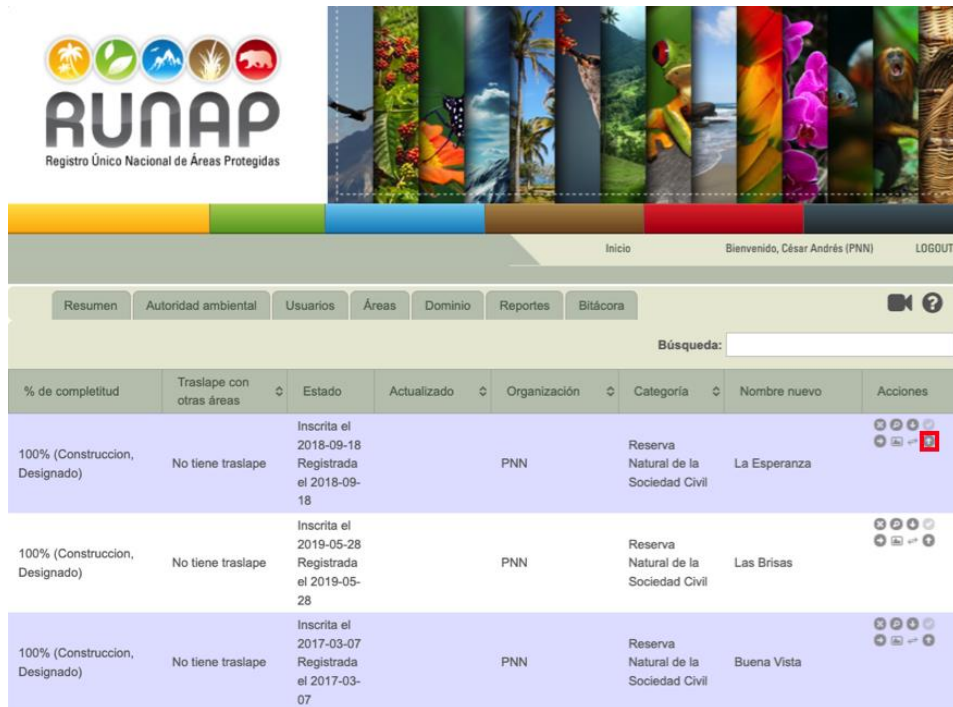 RUNAP
Registro Único Nacional de Áreas Protegidas
Inicio Bienvenido, César Andrés (PNN) LOGOUT
Resumen Autoridad ambiental Usuarios Áreas Dominio Reportes Bitácora
Búsqueda:
% de completitud Traslape con otras áreas Estado Actualizado Organización Categoría Nombre nuevo Acciones
100% (Construccion,
Designado)
No tiene traslape
Inscrita el
2018-09-18
Registrada
el 2018-09-
18
PNN
Reserva
Natural de la
Sociedad Civil
La Esperanza
100% (Construccion,
Designado)
No tiene traslape
Inscrita el
2019-05-28
Registrada
el 2019-05-
28
PNN
Reserva
Natural de la
Sociedad Civil
Las Brisas
100% (Construccion,
Designado)
No tiene traslape
Inscrita el
2017-03-07
Registrada
el 2017-03-
07
PNN
Reserva
Natural de la
Sociedad Civil
Buena Vista